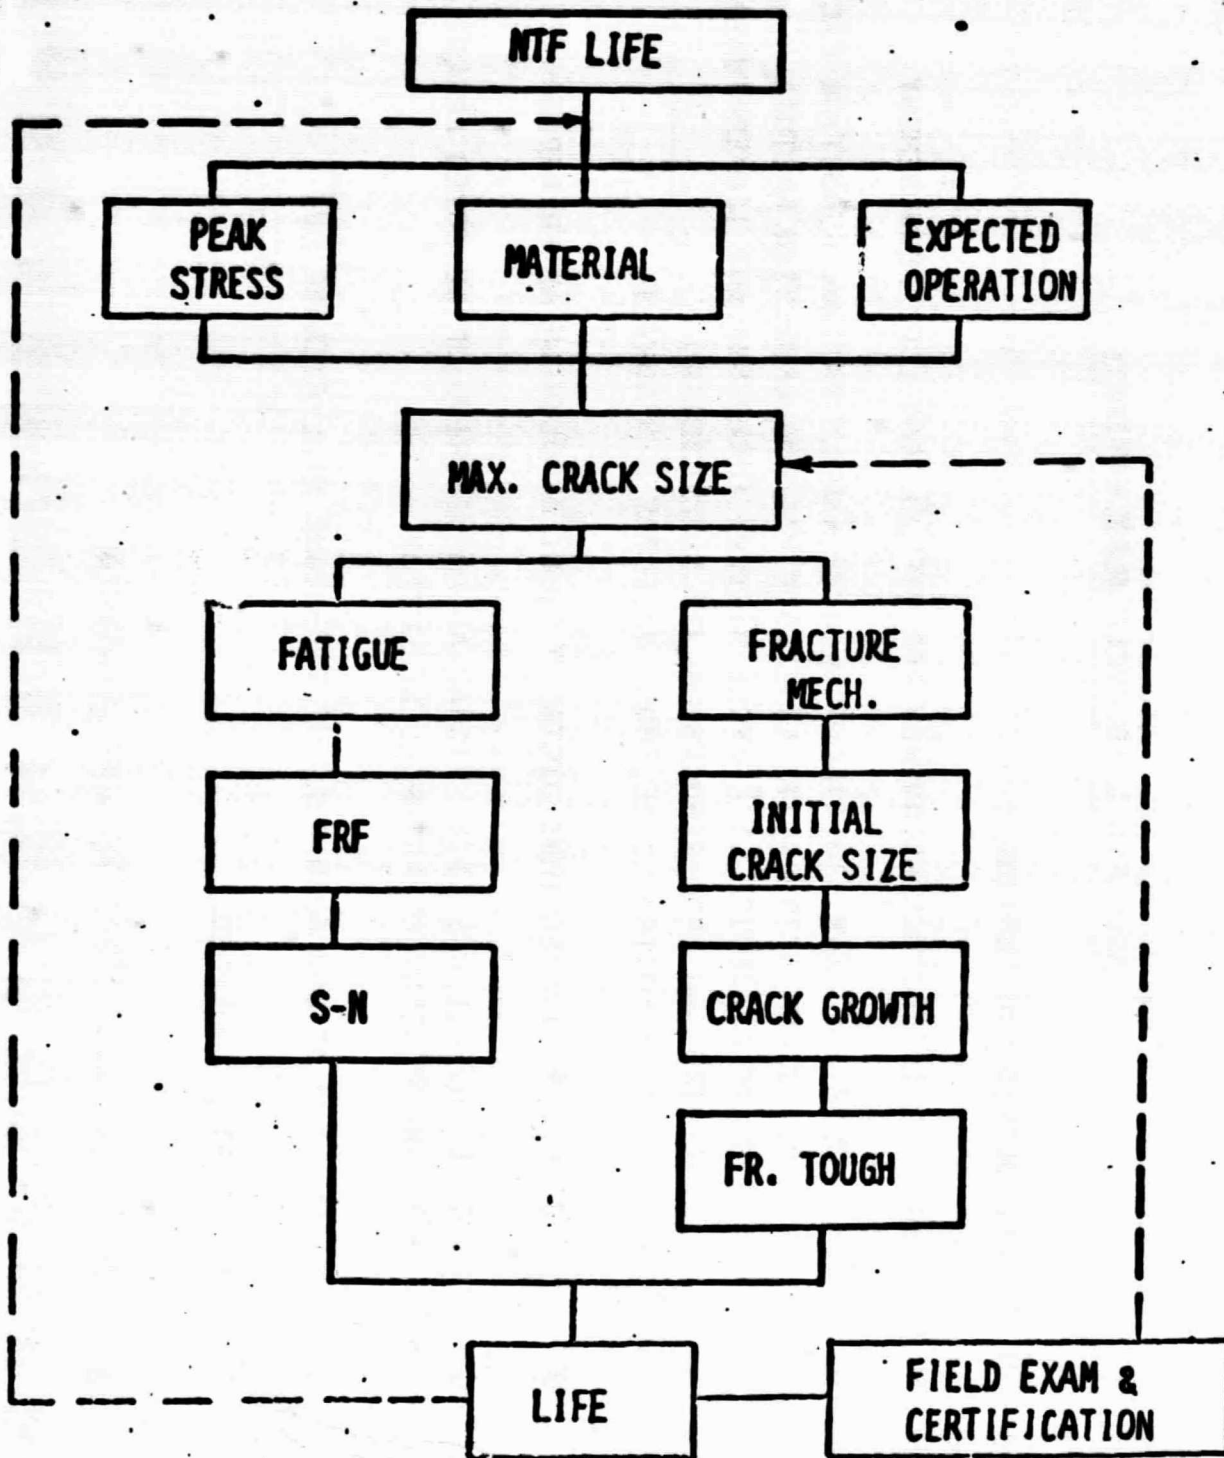 NTF LIFE
PEAK
STRESS
MATERIAL
EXPECTED
OPERATION
MAX. CRACK SIZE
FATIGUE
FRACTURE
MECH.
FRF
INITIAL
CRACK SIZE
S-N
CRACK GROWTH
FR. TOUGH
LIFE
FIELD EXAM &
CERTIFICATION